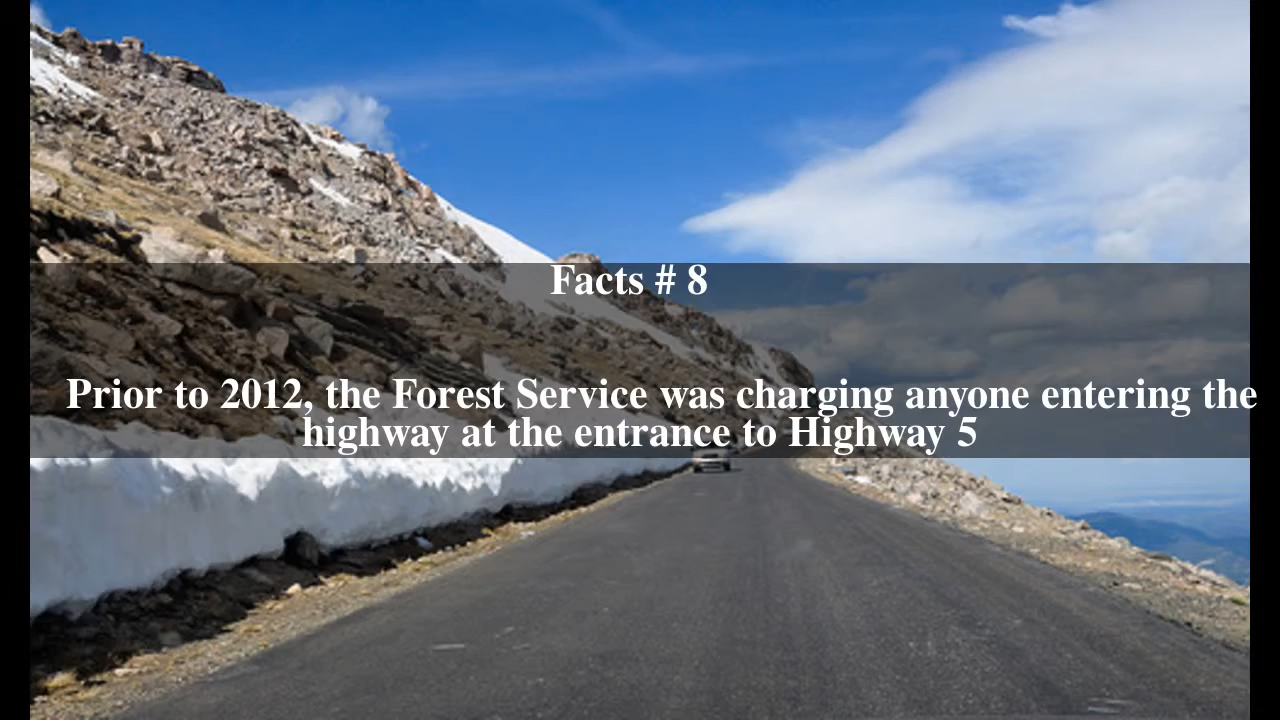 Facts # 8
Prior to 2012, the Forest Service was charging anyone entering the
highway at the entrance to Highway 5